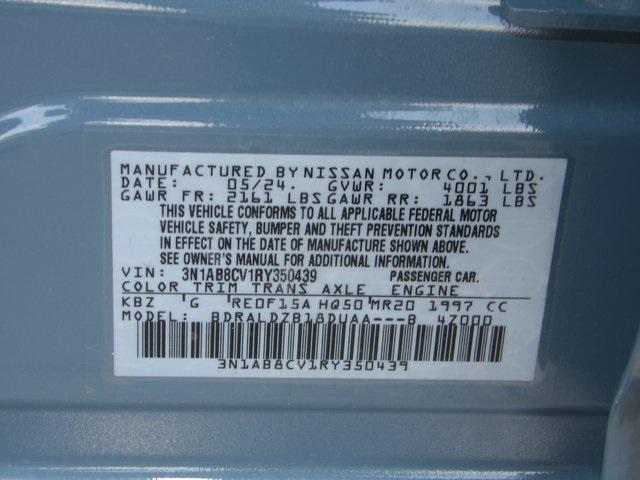 MANUFACTURED BY NISSAN MOTOR CO., LTD.
05/24. GVWR: 4001 LBS
GAWR FR: 2161 LBS GAWR RR: 1863 LBS
THIS VEHICLE CONFORMS TO ALL APPLICABLE FEDERAL MOTOR
VEHICLE SAFETY, BUMPER AND THEFT PREVENTION STANDARDS
IN EFFECT ON THE DATE OF MANUFACTURE SHOWN ABOVE.
SEE OWNER'S MANUAL FOR ADDITIONAL INFORMATION.
VIN: 3N1AB8CV1RY350439 PASSENGER CAR.
COLOR TRIM TRANS AXLE ENGINE
KBZ 'G RE0F15A HQ50 MR20 1997 CC
MODEL: BDRALDZB18DUAA---B 4Z000
3N1AB8CV1RY350439